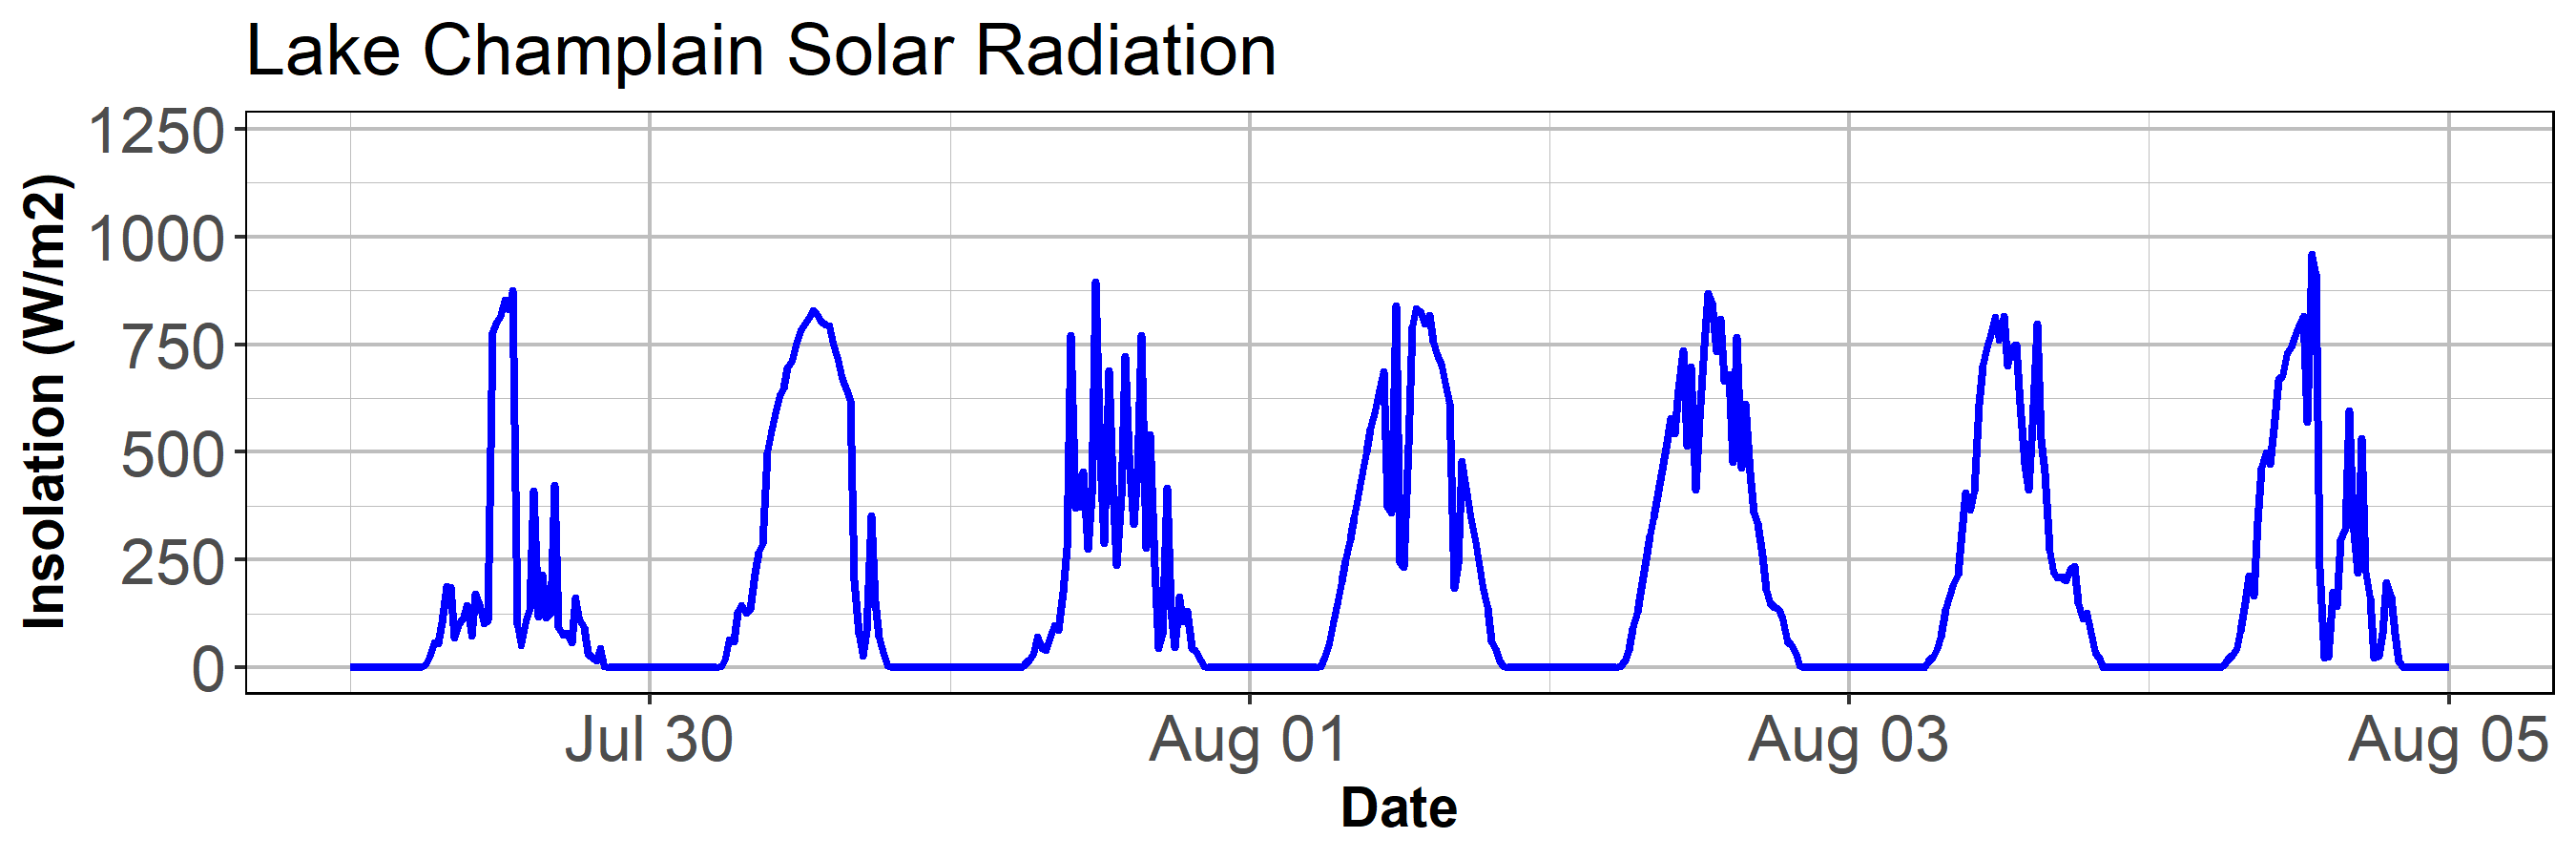 Lake Champlain Solar Radiation
Insolation (W/m2)
1250
1000
750
500
250
0
Jul 30 Aug 01 Aug 03 Aug 05
Date